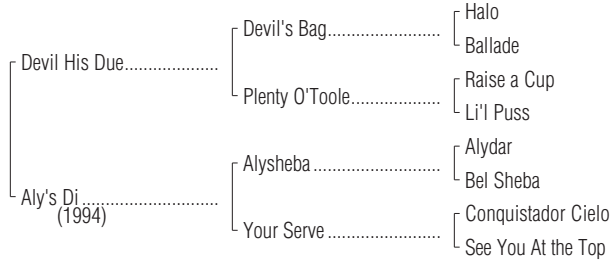 Halo
Devil's Bag....................
Ballade
Devil His Due...................
Raise a Cup
Plenty O'Toole...................
Li'l Puss
Alydar
Alysheba.......................
Bel Sheba
Aly's Di............................
(1994)
Conquistador Cielo
Your Serve......................
See You At the Top